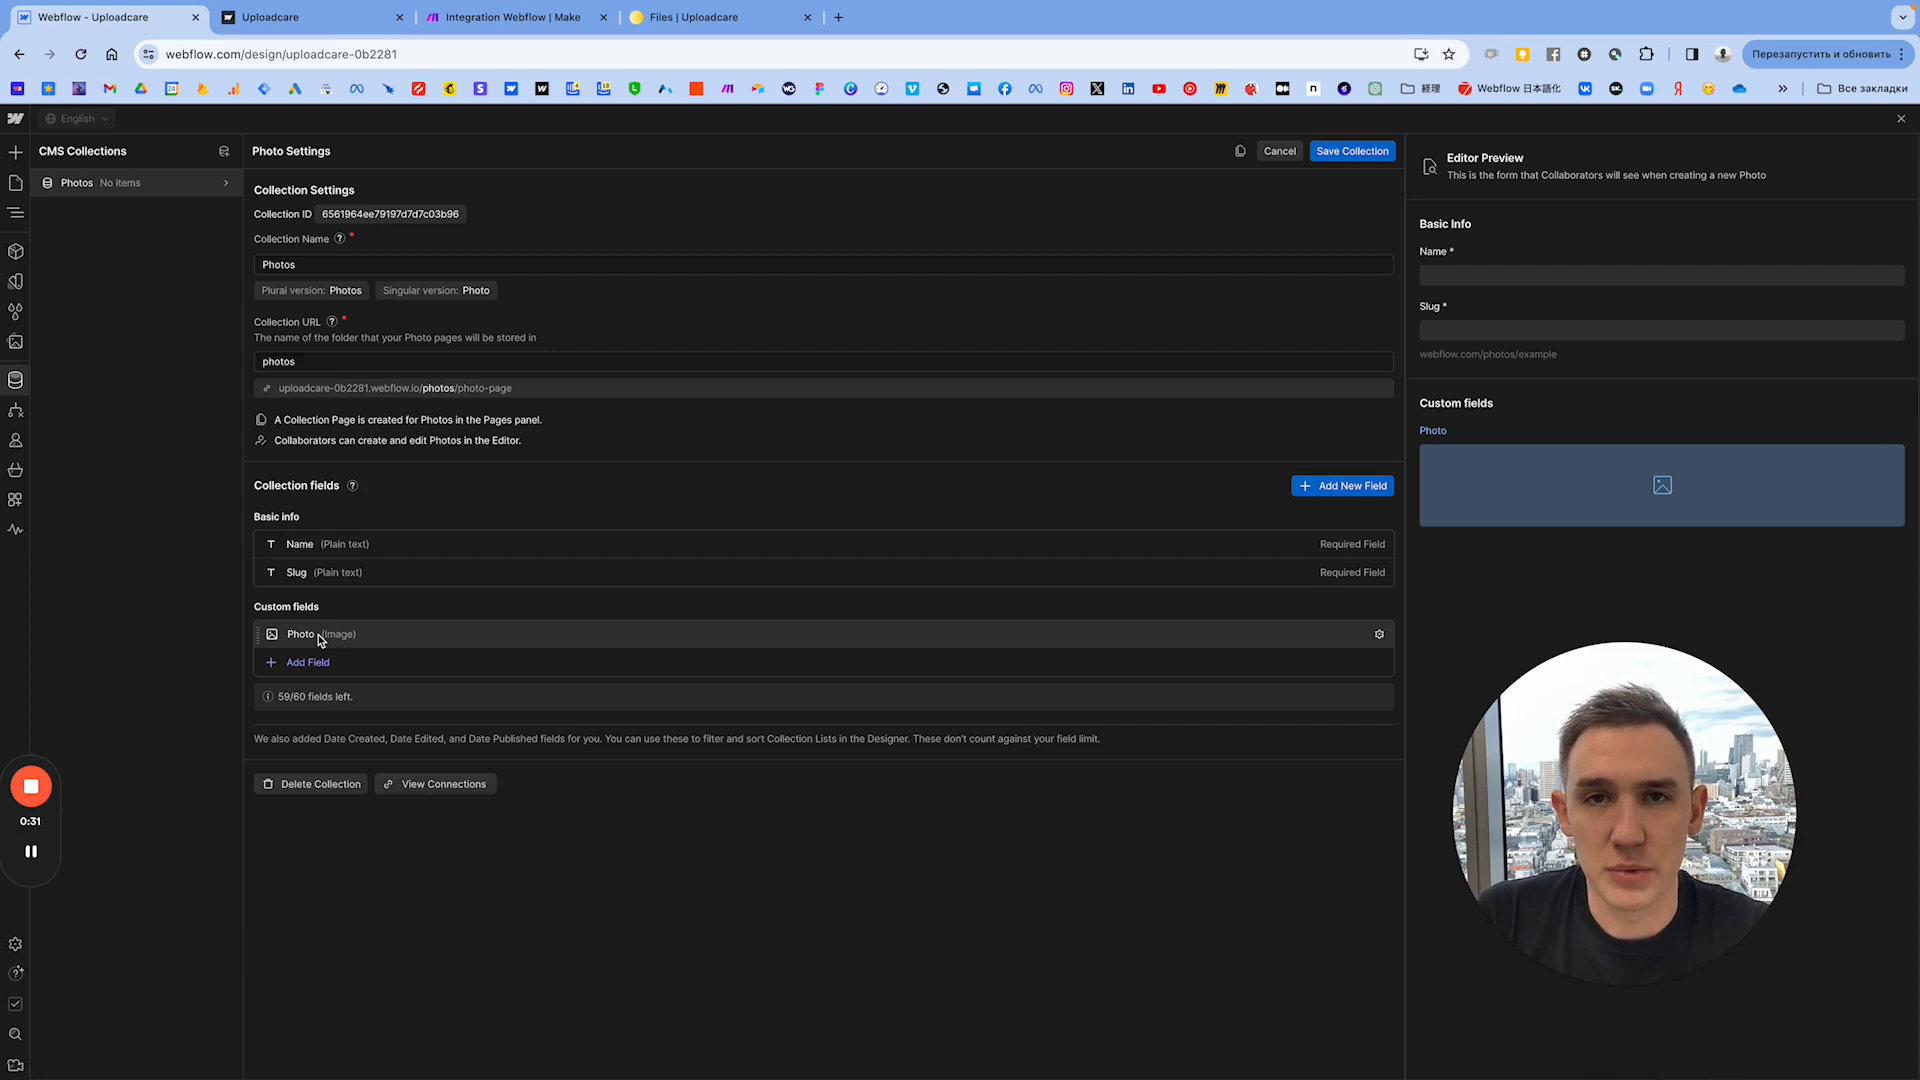 Webflow - Uploadcare
Uploadcare
Integration Webflow | Make
Files | Uploadcare
webflow.com/design/uploadcare-0b2281
Перезапустить и обновить
Webflow 日本語化
経理
Все закладки
English
CMS Collections
Photos No items
Photo Settings
Cancel
Save Collection
Collection Settings
Collection ID 6561964ee79197d7d7c03b96
Collection Name
Photos
Plural version: Photos
Singular version: Photo
Collection URL
The name of the folder that your Photo pages will be stored in
photos
uploadcare-0b2281.webflow.io/photos/photo-page
A Collection Page is created for Photos in the Pages panel.
Collaborators can create and edit Photos in the Editor.
Collection fields
Add New Field
Basic info
Name (Plain text) Required Field
Slug (Plain text) Required Field
Custom fields
Photo (Image)
Add Field
59/60 fields left.
We also added Date Created, Date Edited, and Date Published fields for you. You can use these to filter and sort Collection Lists in the Designer. These don't count against your field limit.
Delete Collection
View Connections
Editor Preview
This is the form that Collaborators will see when creating a new Photo
Basic Info
Name *
Slug *
webflow.com/photos/example
Custom fields
Photo
0:31